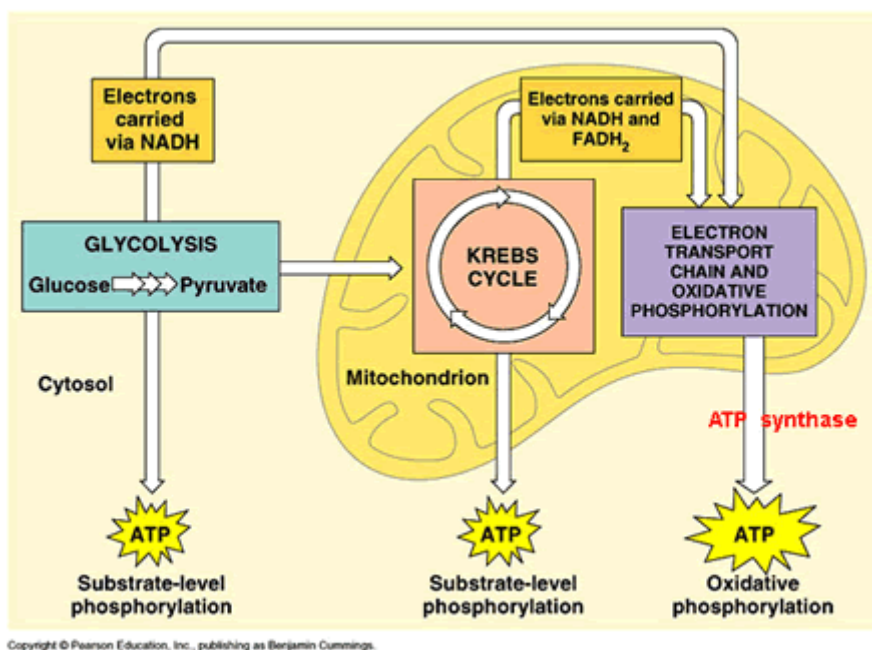 Electrons
carried
via NADH
Electrons carried
via NADH and
FADH2
GLYCOLYSIS
Glucose Pyruvate
KREBS
CYCLE
ELECTRON
TRANSPORT
CHAIN AND
OXIDATIVE
PHOSPHORYLATION
Cytosol
Mitochondrion
ATP synthase
ATP
ATP
ATP
Substrate-level
phosphorylation
Substrate-level
phosphorylation
Oxidative
phosphorylation
Copyright © Pearson Education, Inc., publishing as Benjamin Cummings.